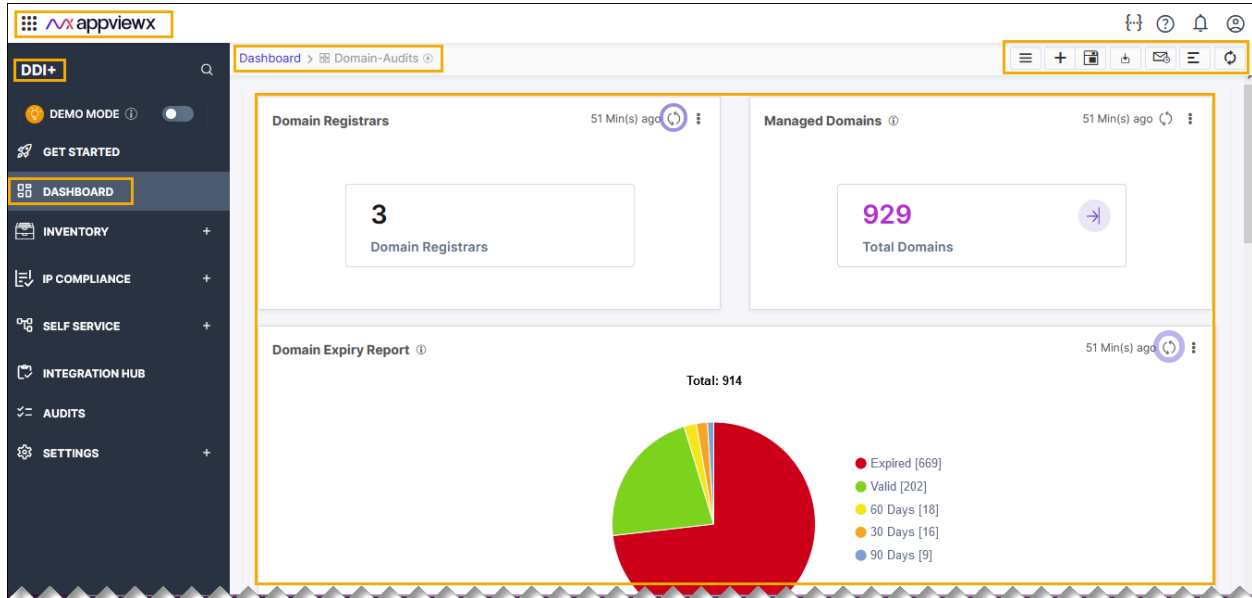 appviewx
DDI+
Dashboard > Domain-Audits
DEMO MODE
GET STARTED
DASHBOARD
INVENTORY +
IP COMPLIANCE +
SELF SERVICE +
INTEGRATION HUB
AUDITS
SETTINGS +
Domain Registrars 51 Min(s) ago
3
Domain Registrars
Managed Domains 51 Min(s) ago
929
Total Domains
Domain Expiry Report 51 Min(s) ago
Total: 914
Expired [669]
Valid [202]
60 Days [18]
30 Days [16]
90 Days [9]